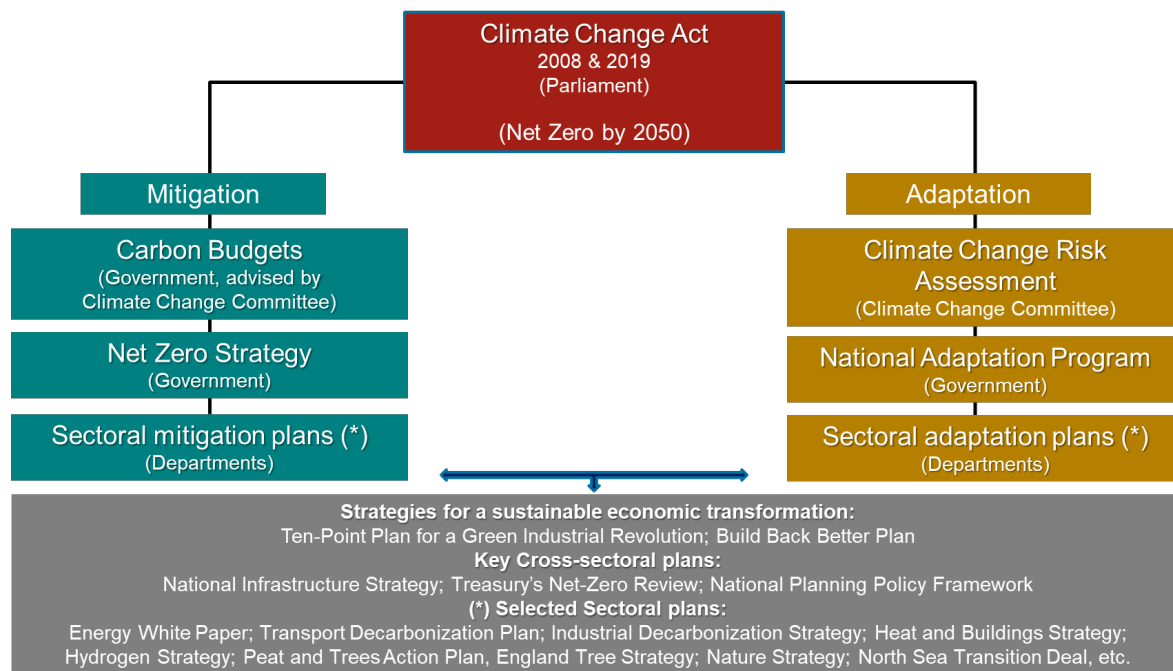 Climate Change Act
2008 & 2019
(Parliament)
(Net Zero by 2050)
Mitigation
Carbon Budgets
(Government, advised by
Climate Change Committee)
Net Zero Strategy
(Government)
Sectoral mitigation plans (*)
(Departments)
Adaptation
Climate Change Risk
Assessment
(Climate Change Committee)
National Adaptation Program
(Government)
Sectoral adaptation plans (*)
(Departments)
Strategies for a sustainable economic transformation:
Ten-Point Plan for a Green Industrial Revolution; Build Back Better Plan
Key Cross-sectoral plans:
National Infrastructure Strategy; Treasury's Net-Zero Review; National Planning Policy Framework
(*) Selected Sectoral plans:
Energy White Paper; Transport Decarbonization Plan; Industrial Decarbonization Strategy; Heat and Buildings Strategy;
Hydrogen Strategy; Peat and Trees Action Plan, England Tree Strategy; Nature Strategy; North Sea Transition Deal, etc.